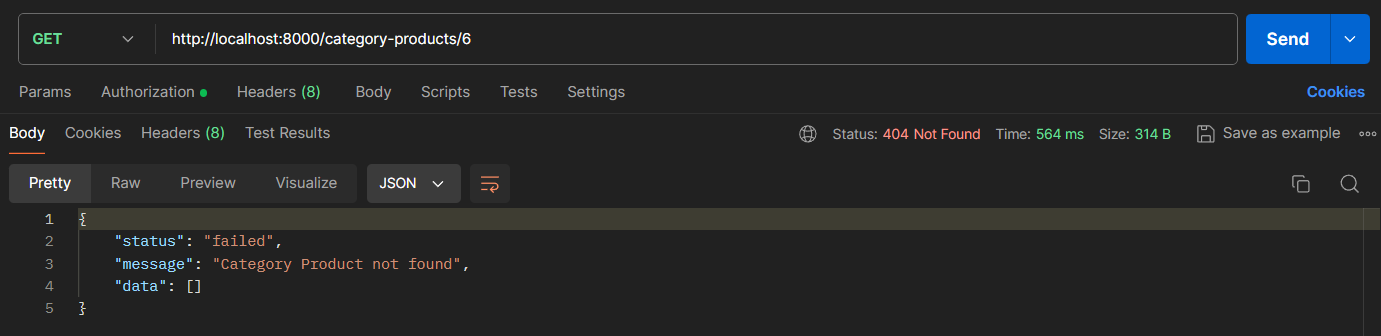 GET http://localhost:8000/category-products/6 Send
Params Authorization Headers (8) Body Scripts Tests Settings Cookies
Body Cookies Headers (8) Test Results Status: 404 Not Found Time: 564 ms Size: 314 B Save as example
Pretty Raw Preview Visualize JSON
1 {
2 "status": "failed",
3 "message": "Category Product not found",
4 "data": []
5 }